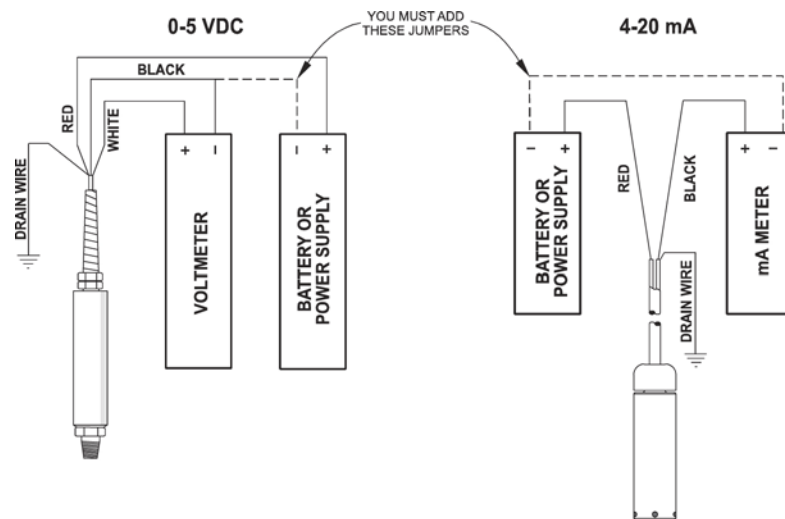 0-5 VDC
YOU MUST ADD
THESE JUMPERS
4-20 mA
BLACK
RED
WHITE
DRAIN WIRE
+ –
VOLTMETER
– +
BATTERY OR
POWER SUPPLY
– +
BATTERY OR
POWER SUPPLY
RED
BLACK
DRAIN WIRE
+ –
mA METER